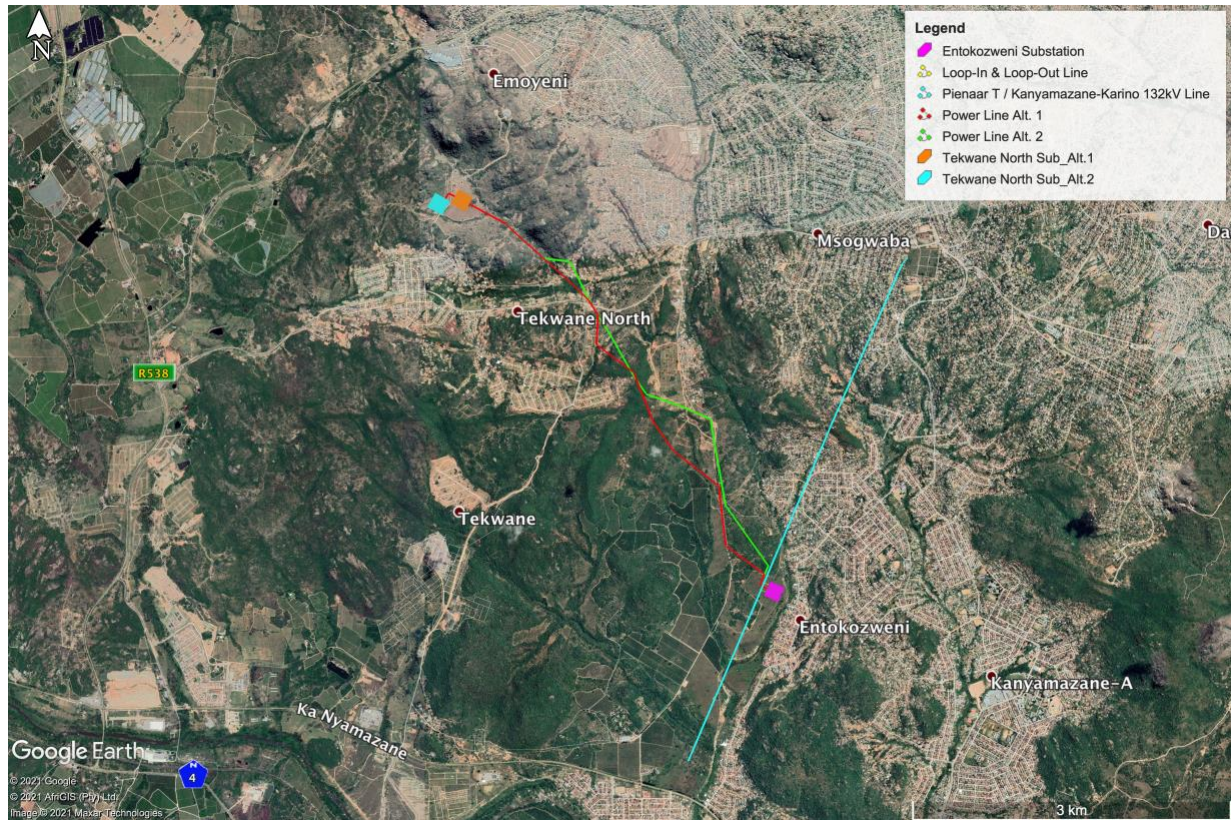 N
Legend
Entokozweni Substation
Loop-In & Loop-Out Line
Pienaar T / Kanyamazane-Karino 132kV Line
Power Line Alt. 1
Power Line Alt. 2
Tekwane North Sub_Alt.1
Tekwane North Sub_Alt.2
Emoyeni
Msogwaba
Da
Tekwane North
R538
Tekwane
Entokozweni
Kanyamazane-A
Ka Nyamazane
Google Earth
N
4
© 2021 Google
© 2021 AfriGIS (Pty) Ltd.
Image © 2021 Maxar Technologies
3 km